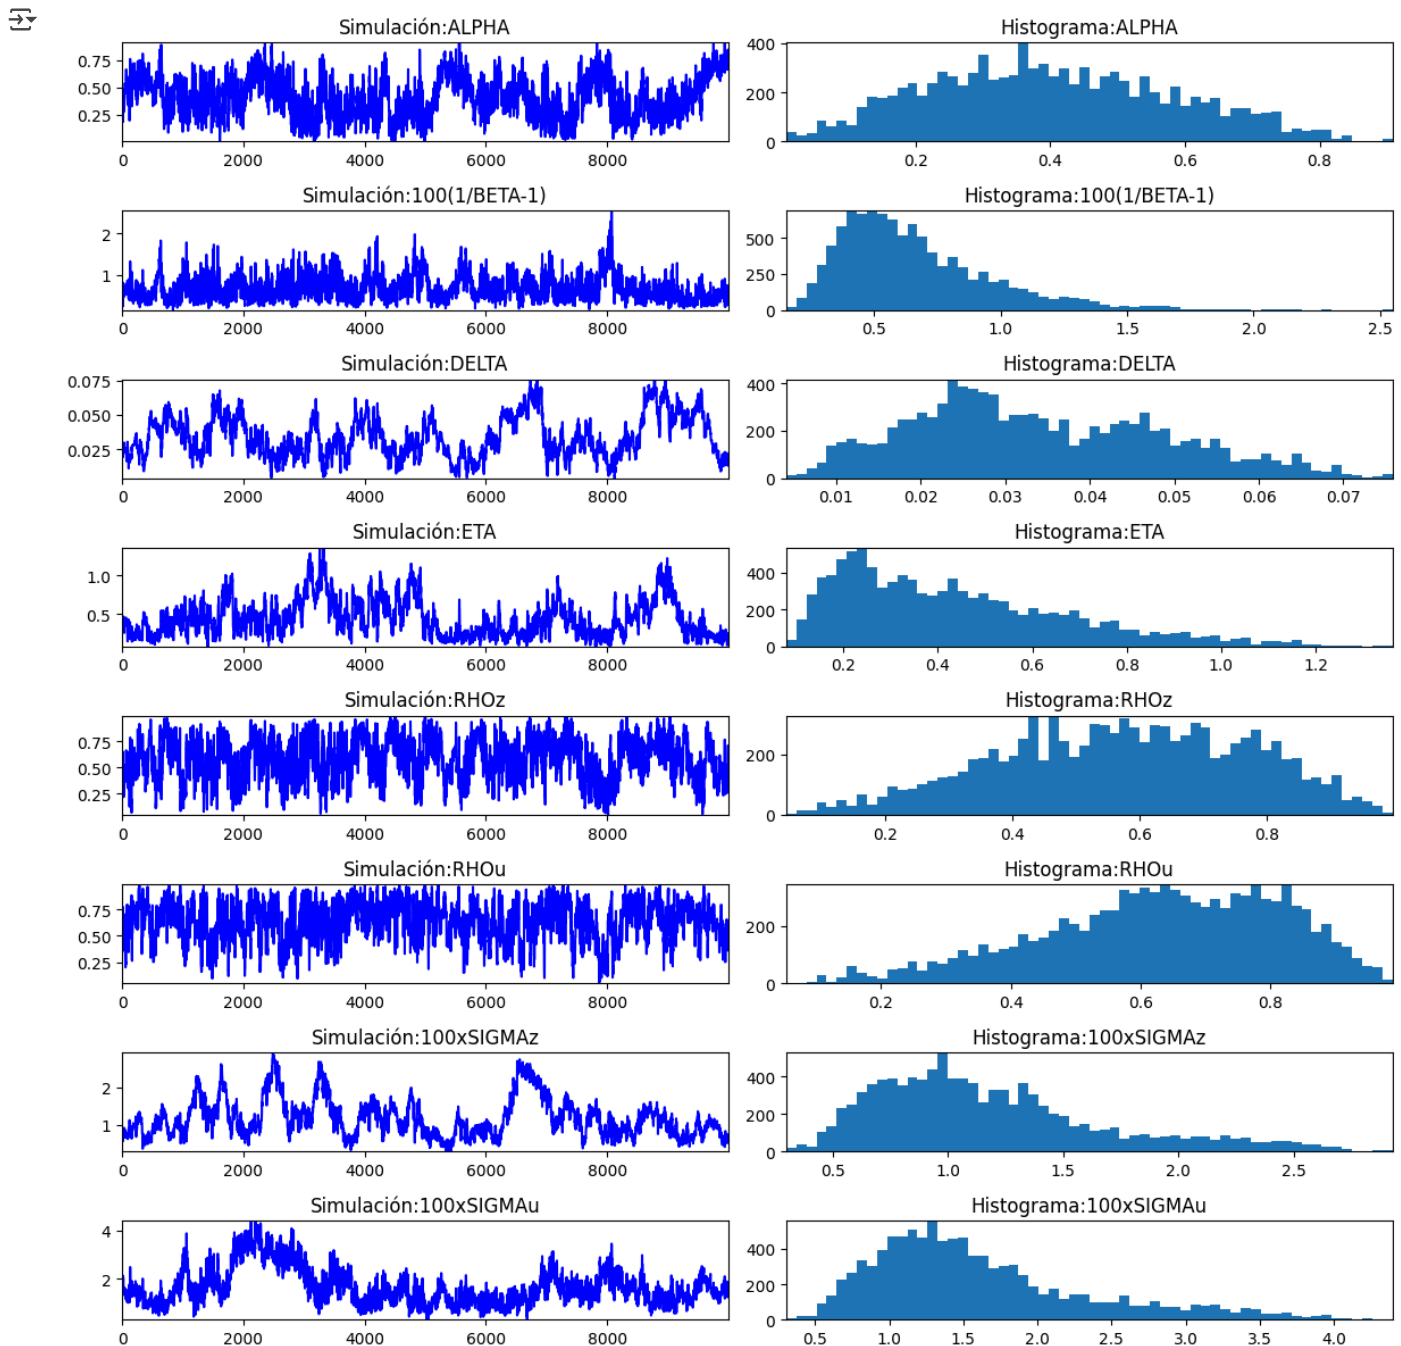 Simulación:ALPHA Histograma:ALPHA
0.75 0.50 0.25
0 2000 4000 6000 8000
400 200 0
0.2 0.4 0.6 0.8
Simulación:100(1/BETA-1) Histograma:100(1/BETA-1)
2 1
0 2000 4000 6000 8000
500 250 0
0.5 1.0 1.5 2.0 2.5
Simulación:DELTA Histograma:DELTA
0.075 0.050 0.025
0 2000 4000 6000 8000
400 200 0
0.01 0.02 0.03 0.04 0.05 0.06 0.07
Simulación:ETA Histograma:ETA
1.0 0.5
0 2000 4000 6000 8000
400 200 0
0.2 0.4 0.6 0.8 1.0 1.2
Simulación:RHOz Histograma:RHOz
0.75 0.50 0.25
0 2000 4000 6000 8000
200 0
0.2 0.4 0.6 0.8
Simulación:RHOu Histograma:RHOu
0.75 0.50 0.25
0 2000 4000 6000 8000
200 0
0.2 0.4 0.6 0.8
Simulación:100xSIGMAz Histograma:100xSIGMAz
2 1
0 2000 4000 6000 8000
400 200 0
0.5 1.0 1.5 2.0 2.5
Simulación:100xSIGMAu Histograma:100xSIGMAu
4 2
0 2000 4000 6000 8000
400 200 0
0.5 1.0 1.5 2.0 2.5 3.0 3.5 4.0